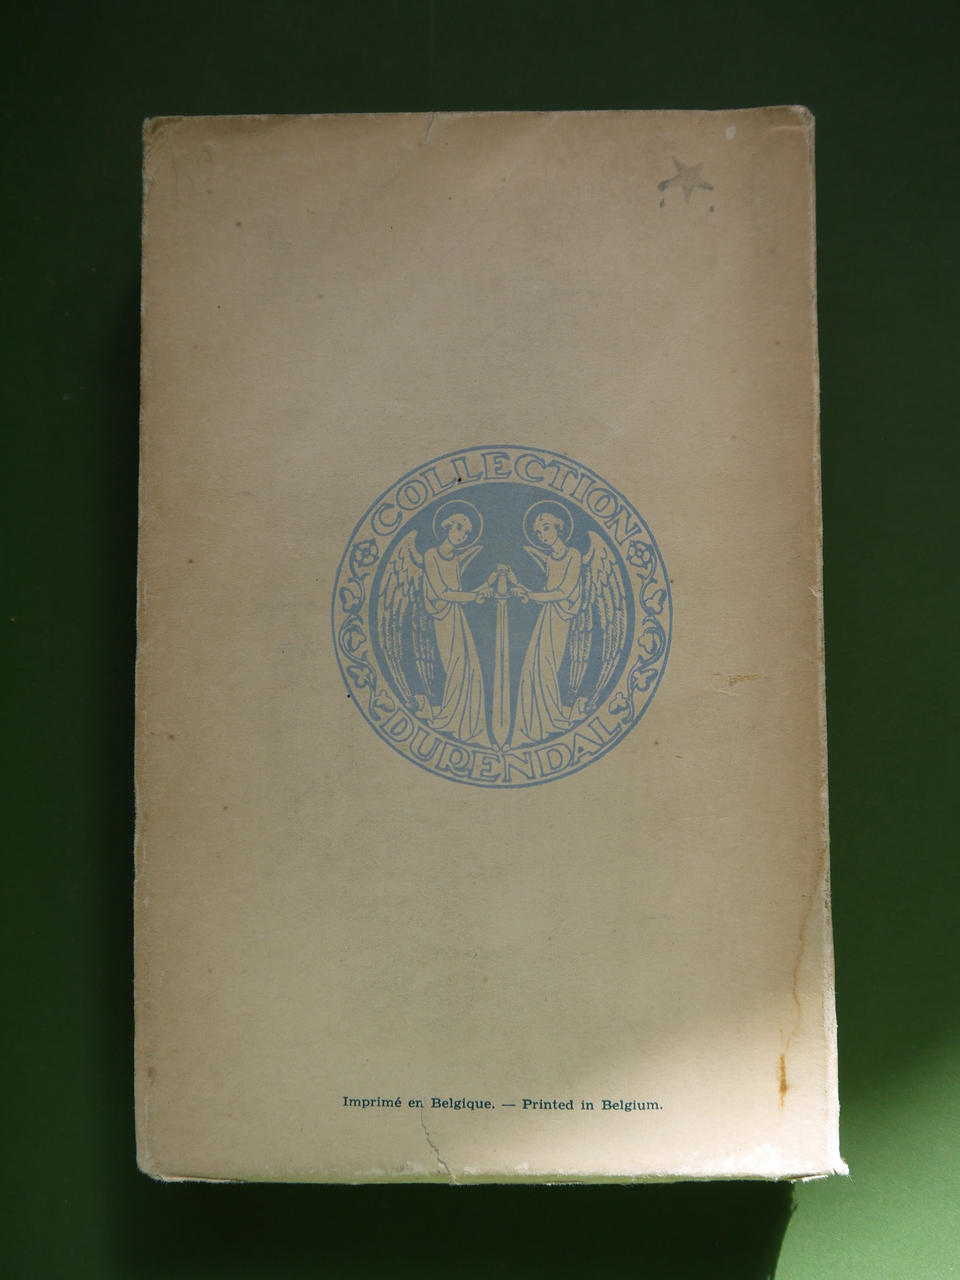 COLLECTION
DURENDAL
Imprimé en Belgique. — Printed in Belgium.